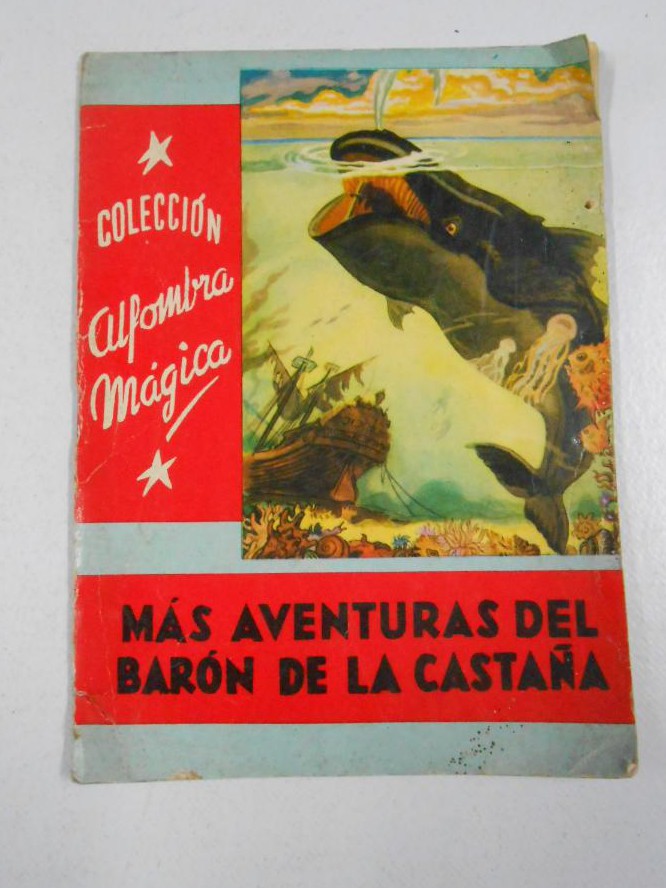 COLECCIÓN
Alfombra
Mágica
MÁS AVENTURAS DEL
BARÓN DE LA CASTAÑA